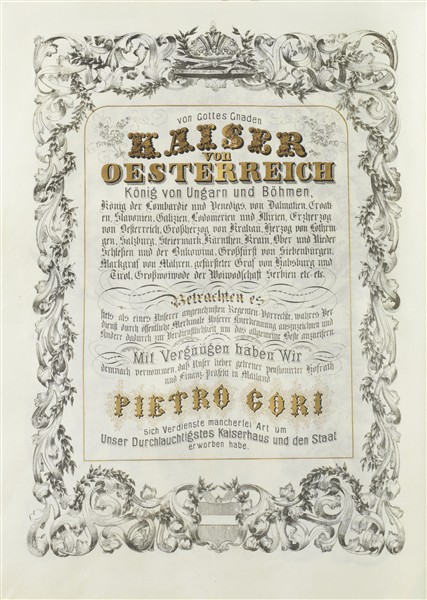 von Gottes Gnaden
KAISER
von
OESTERREICH
König von Ungarn und Böhmen,
König der Lombardie und Venedigs, von Dalmatien, Croati-
en, Slavonien, Galizien, Lodomerien und Illirien, Erzherzog
von Oesterreich, Großherzog von Krakau, Herzog von Lothrin-
gen, Salzburg, Steiermark, Kärnthen, Krain, Ober und Nieder
Schlesien und der Bukowina, Großfürst von Siebenbürgen,
Markgraf von Mähren, gefürsteter Graf von Habsburg und
Tirol, Großwoiwode der Woiwodschaft Serbien etc. etc.
Betrachten es
stets als eines Unserer angenehmsten Regenten-Vorrechte, wahres Ver-
dienst durch öffentliche Merkmale Unserer Anerkennung auszuzeichnen und
Andere dadurch zur Verdienstlichkeit um das allgemeine Beste anzueifern.
Mit Vergnügen haben Wir
demnach vernommen, daß Unser lieber getreuer pensionirter Hofrath
und Finanz-Präfekt in Mailand
PIETRO GORI
sich Verdienste mancherlei Art um
Unser Durchlauchtigstes Kaiserhaus und den Staat
erworben habe.